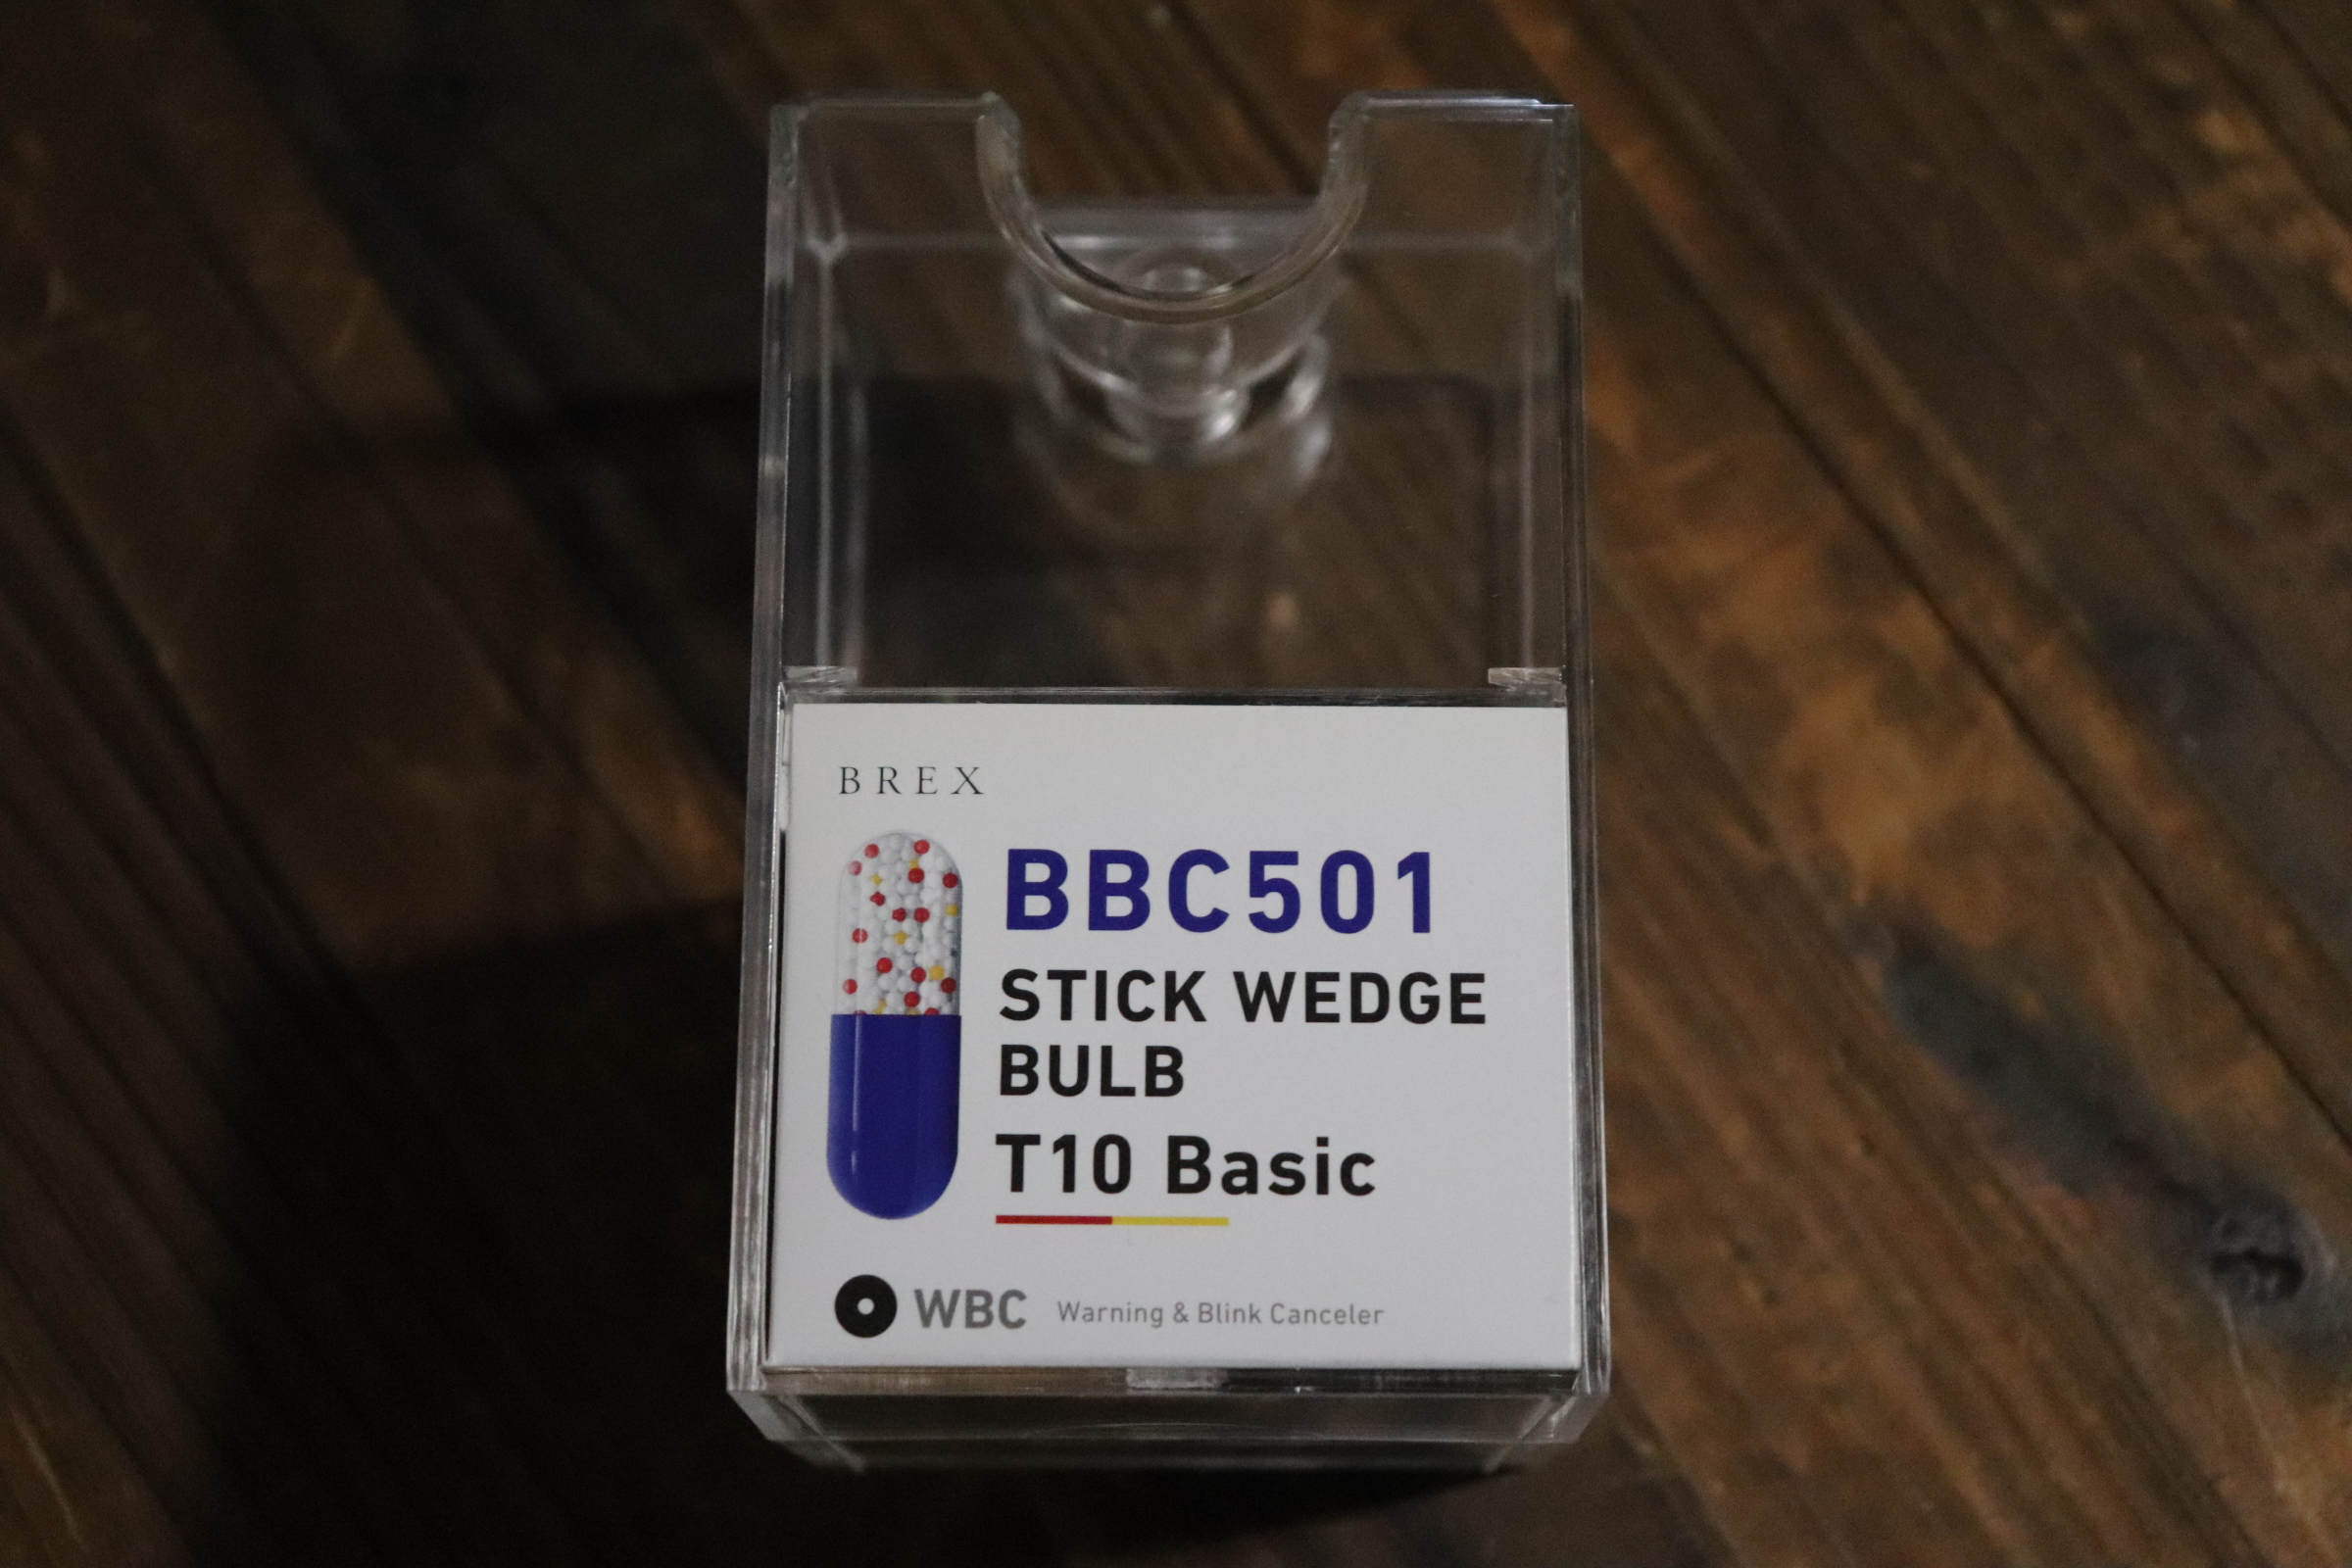 BREX
BBC501
STICK WEDGE
BULB
T10 Basic
WBC Warning & Blink Canceler